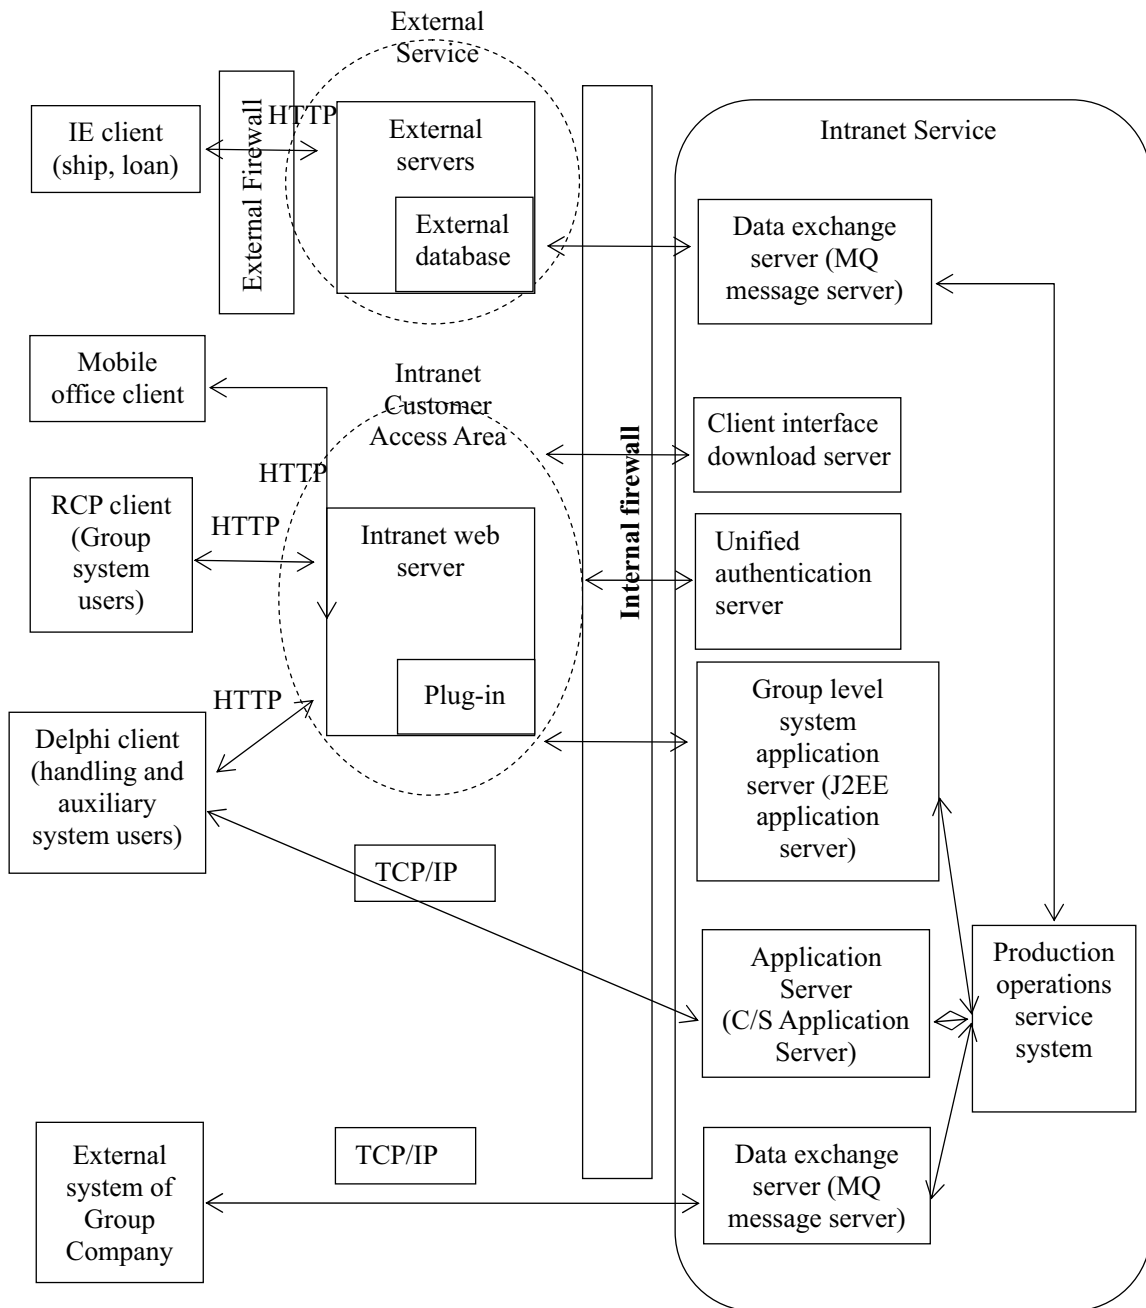 External
Service
External Firewall
HTTP
IE client
(ship, loan)
External
servers
External
database
Intranet Service
Data exchange
server (MQ
message server)
Mobile
office client
Intranet
Customer
Access Area
Internal firewall
Client interface
download server
HTTP
RCP client
(Group
system
users)
HTTP
Intranet web
server
Plug-in
Unified
authentication
server
HTTP
Delphi client
(handling and
auxiliary
system users)
Group level
system
application
server (J2EE
application
server)
TCP/IP
Application
Server
(C/S Application
Server)
Production
operations
service
system
External
system of
Group
Company
TCP/IP
Data exchange
server (MQ
message server)